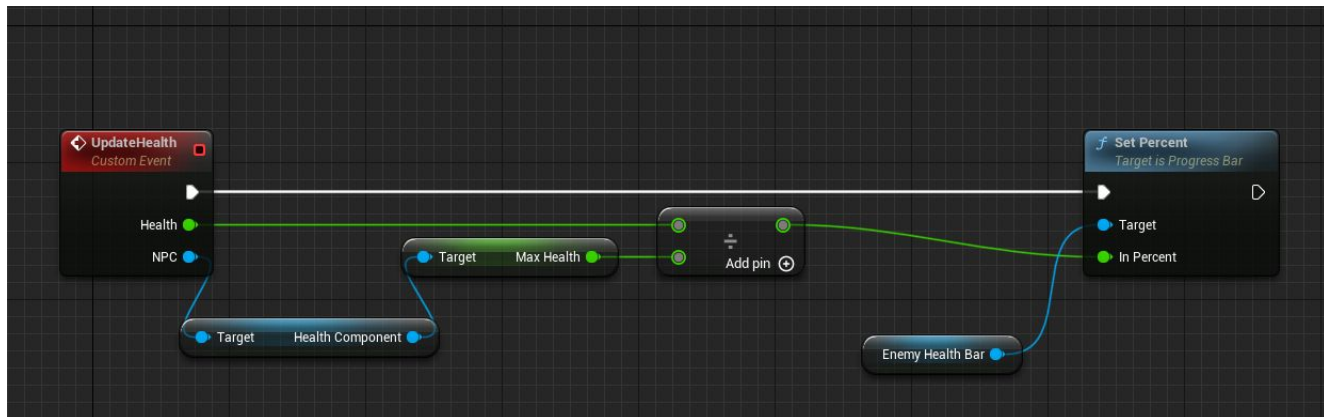 UpdateHealth
Custom Event
Health
NPC
Target Health Component
Target Max Health
÷
Add pin
Enemy Health Bar
f Set Percent
Target is Progress Bar
Target
In Percent